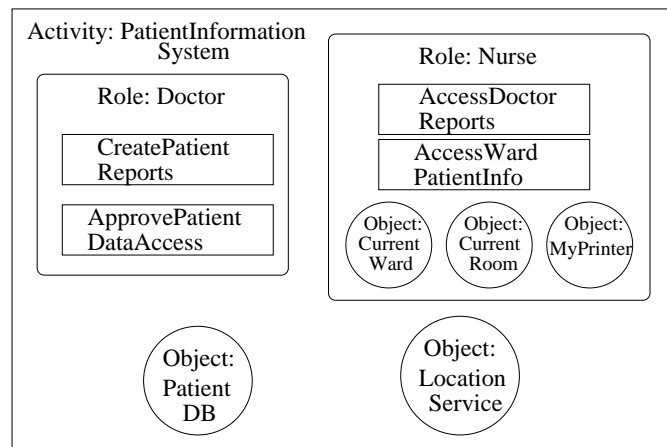 Activity: PatientInformation
System
Role: Doctor
CreatePatient
Reports
ApprovePatient
DataAccess
Role: Nurse
AccessDoctor
Reports
AccessWard
PatientInfo
Object:
Current
Ward
Object:
Current
Room
Object:
MyPrinter
Object:
Patient
DB
Object:
Location
Service